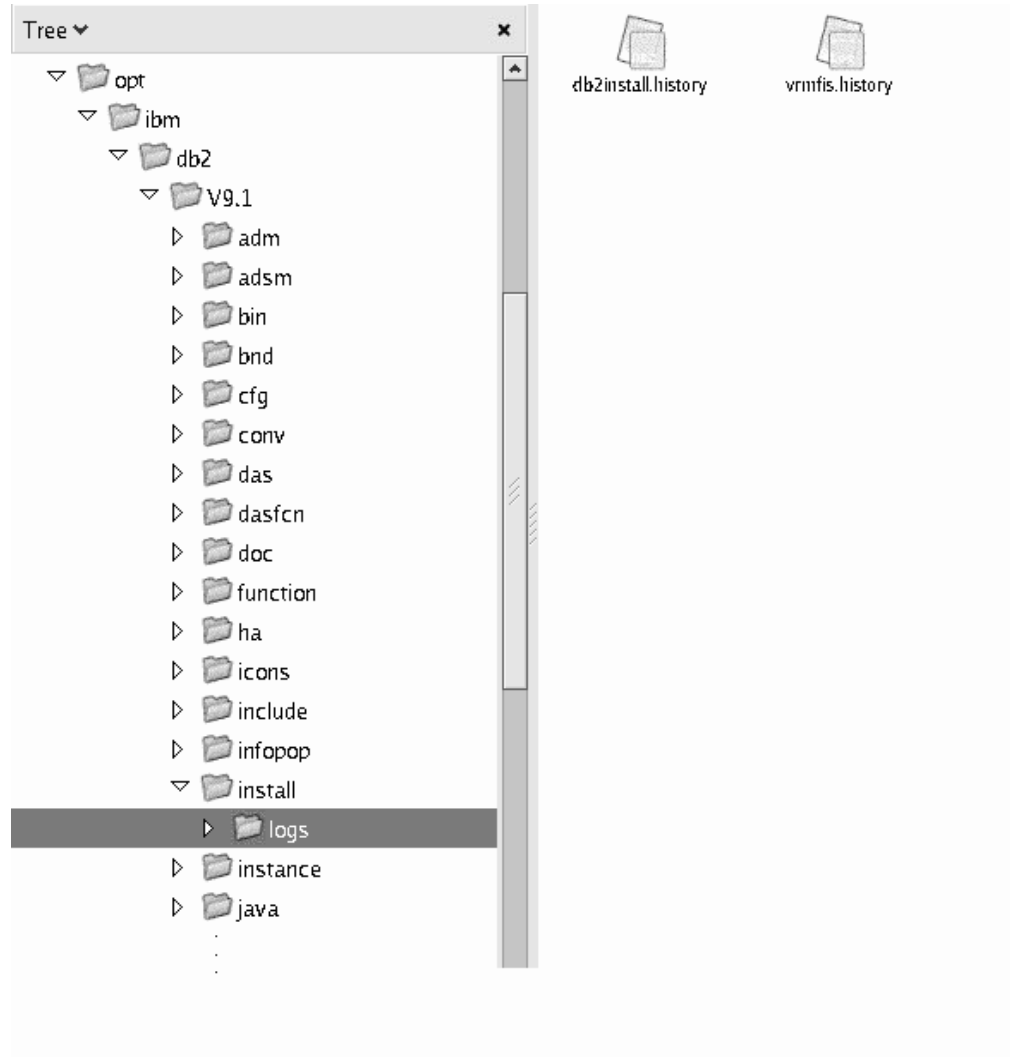 Tree
opt
ibm
db2
V9.1
adm
adsm
bin
bnd
cfg
conv
das
dasfcn
doc
function
ha
icons
include
infopop
install
logs
instance
java
db2install.history
vrmfis.history